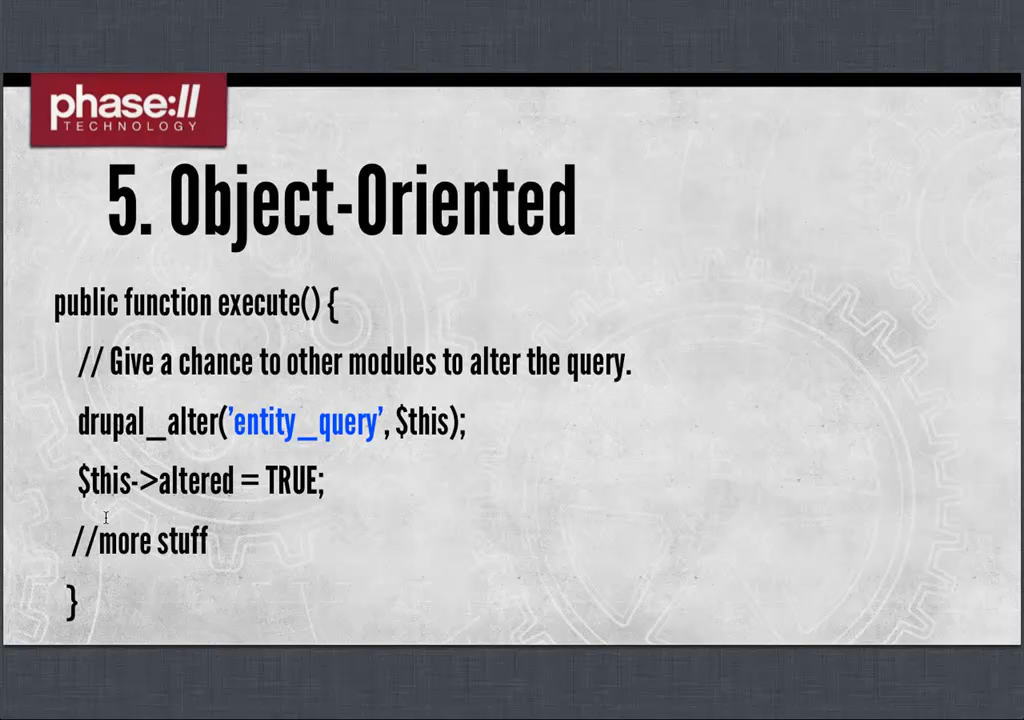 phase://
TECHNOLOGY
5. Object-Oriented
public function execute() {
// Give a chance to other modules to alter the query.
drupal_alter('entity_query', $this);
$this->altered = TRUE;
//more stuff
}